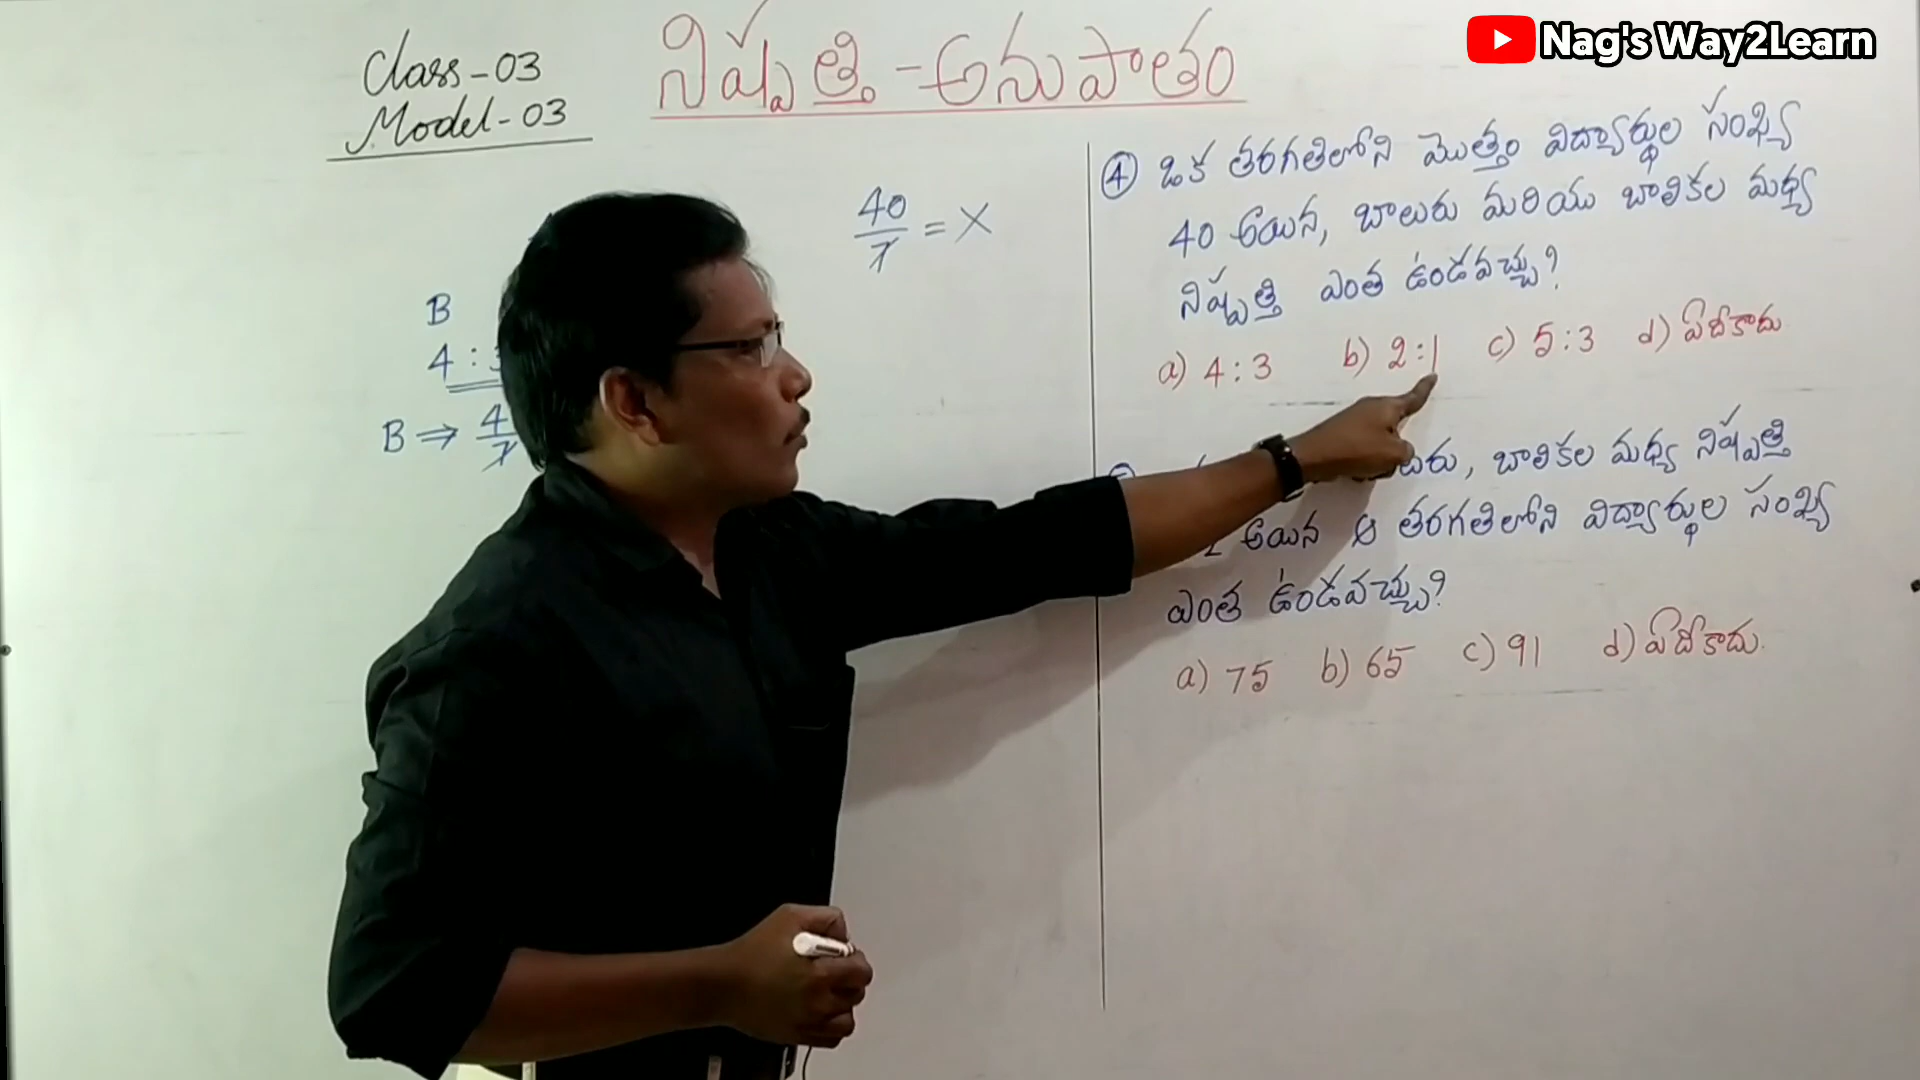 Nag's Way2Learn
Class-03
Model-03
నిష్పత్తి - అనుపాతం
40
7
= X
B
4 : 3
B ⇒ 4
7
④ ఒక తరగతిలోని మొత్తం విద్యార్థుల సంఖ్య
40 అయిన, బాలురు మరియు బాలికల మధ్య
నిష్పత్తి ఎంత ఉండవచ్చు?
a) 4:3 b) 2:1 c) 5:3 d) ఏదీకాదు
బాలికల మధ్య నిష్పత్తి
అయిన ఆ తరగతిలోని విద్యార్థుల సంఖ్య
ఎంత ఉండవచ్చు?
a) 75 b) 65 c) 91 d) ఏదీకాదు.